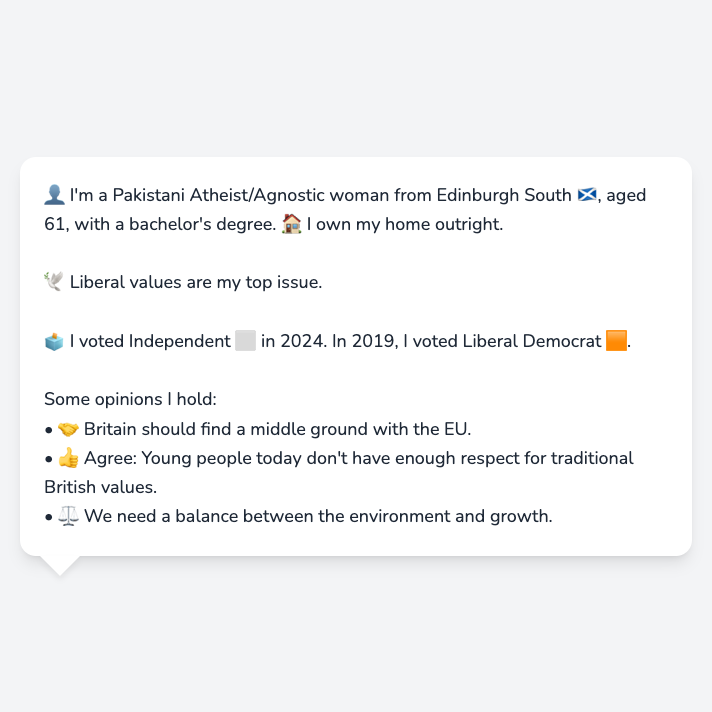 👤 I'm a Pakistani Atheist/Agnostic woman from Edinburgh South 🏴󠁧󠁢󠁳󠁣󠁴󠁿, aged
61, with a bachelor's degree. 🏠 I own my home outright.
🕊️ Liberal values are my top issue.
🗳️ I voted Independent ⬜ in 2024. In 2019, I voted Liberal Democrat 🟧.
Some opinions I hold:
• 🤝 Britain should find a middle ground with the EU.
• 👍 Agree: Young people today don't have enough respect for traditional
British values.
• ⚖️ We need a balance between the environment and growth.